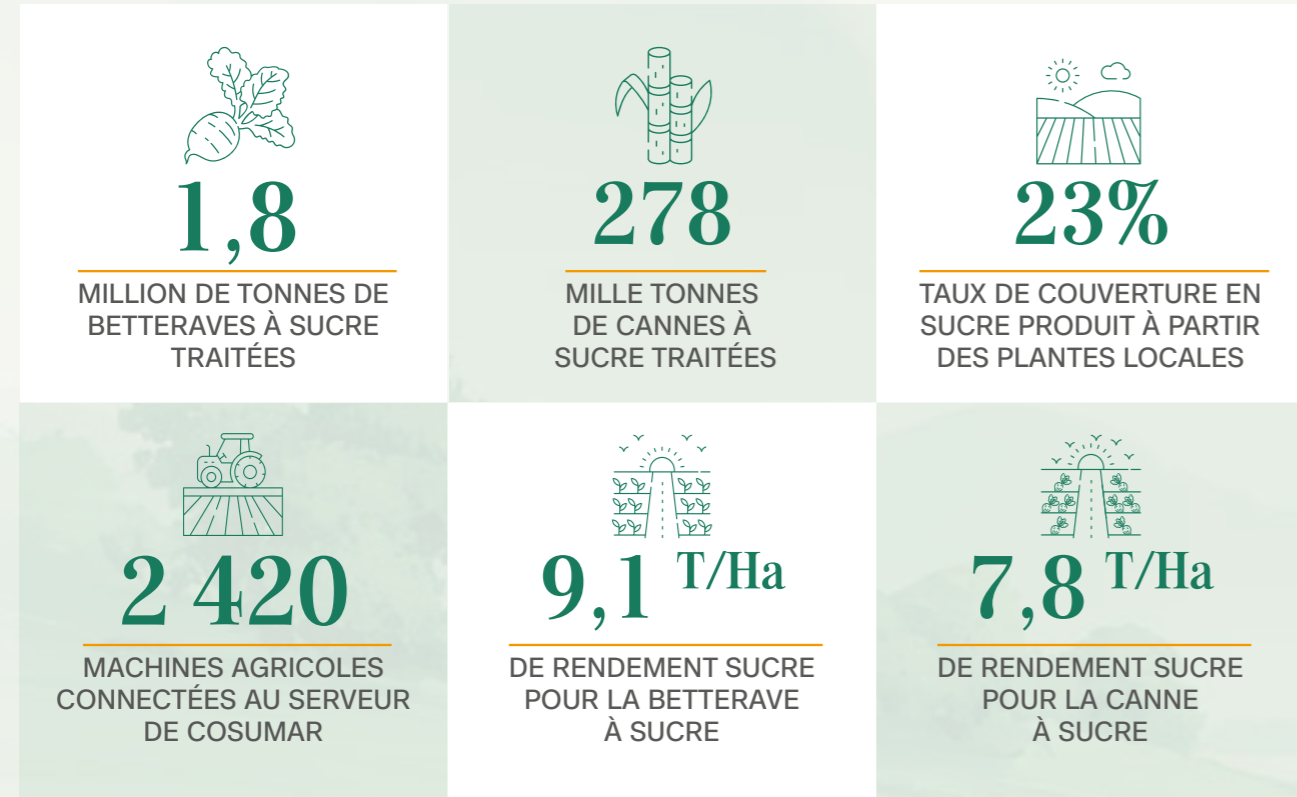 1,8
MILLION DE TONNES DE
BETTERAVES À SUCRE
TRAITÉES
278
MILLE TONNES
DE CANNES À
SUCRE TRAITÉES
23%
TAUX DE COUVERTURE EN
SUCRE PRODUIT À PARTIR
DES PLANTES LOCALES
2 420
MACHINES AGRICOLES
CONNECTÉES AU SERVEUR
DE COSUMAR
9,1 T/Ha
DE RENDEMENT SUCRE
POUR LA BETTERAVE
À SUCRE
7,8 T/Ha
DE RENDEMENT SUCRE
POUR LA CANNE
À SUCRE